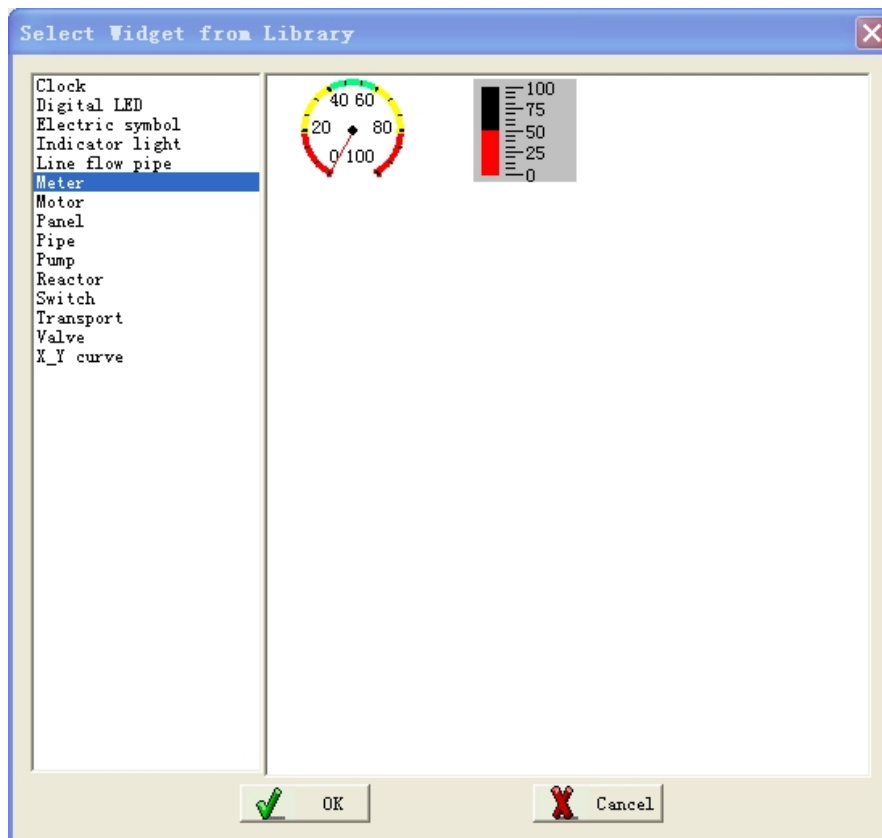 Select Widget from Library
Clock
Digital LED
Electric symbol
Indicator light
Line flow pipe
Meter
Motor
Panel
Pipe
Pump
Reactor
Switch
Transport
Valve
X_Y curve
40 60
20 80
0 100
100
75
50
25
0
OK
Cancel